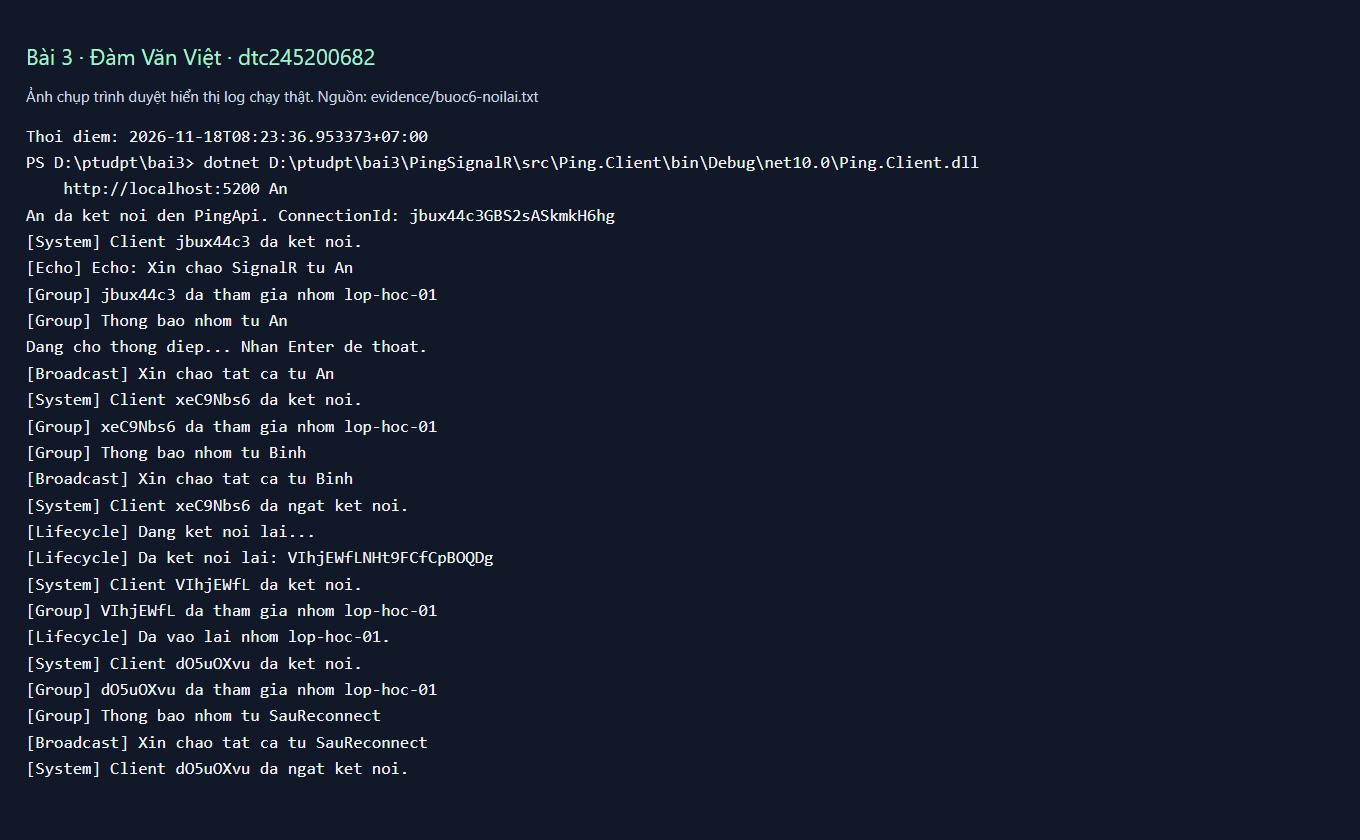 Bài 3 · Đàm Văn Việt · dtc245200682
Ảnh chụp trình duyệt hiển thị log chạy thật. Nguồn: evidence/buoc6-noilai.txt
Thoi diem: 2026-11-18T08:23:36.953373+07:00
PS D:\ptudpt\bai3> dotnet D:\ptudpt\bai3\PingSignalR\src\Ping.Client\bin\Debug\net10.0\Ping.Client.dll
http://localhost:5200 An
An da ket noi den PingApi. ConnectionId: jbux44c3GBS2sASkmkH6hg
[System] Client jbux44c3 da ket noi.
[Echo] Echo: Xin chao SignalR tu An
[Group] jbux44c3 da tham gia nhom lop-hoc-01
[Group] Thong bao nhom tu An
Dang cho thong diep... Nhan Enter de thoat.
[Broadcast] Xin chao tat ca tu An
[System] Client xeC9Nbs6 da ket noi.
[Group] xeC9Nbs6 da tham gia nhom lop-hoc-01
[Group] Thong bao nhom tu Binh
[Broadcast] Xin chao tat ca tu Binh
[System] Client xeC9Nbs6 da ngat ket noi.
[Lifecycle] Dang ket noi lai...
[Lifecycle] Da ket noi lai: VIhjEWfLNHt9FCfCpBOQDg
[System] Client VIhjEWfL da ket noi.
[Group] VIhjEWfL da tham gia nhom lop-hoc-01
[Lifecycle] Da vao lai nhom lop-hoc-01.
[System] Client dO5uOXvu da ket noi.
[Group] dO5uOXvu da tham gia nhom lop-hoc-01
[Group] Thong bao nhom tu SauReconnect
[Broadcast] Xin chao tat ca tu SauReconnect
[System] Client dO5uOXvu da ngat ket noi.